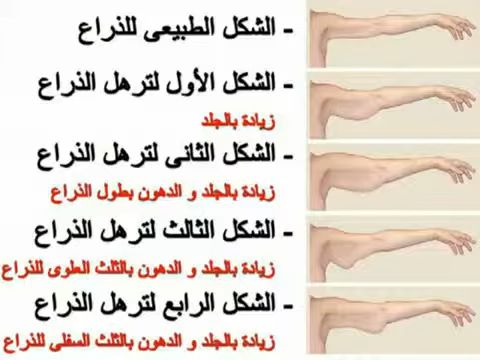 - الشكل الطبيعى للذراع
- الشكل الأول لترهل الذراع
زيادة بالجلد
- الشكل الثانى لترهل الذراع
زيادة بالجلد و الدهون بطول الذراع
- الشكل الثالث لترهل الذراع
زيادة بالجلد و الدهون بالثلث العلوى للذراع
- الشكل الرابع لترهل الذراع
زيادة بالجلد و الدهون بالثلث السفلي للذراع